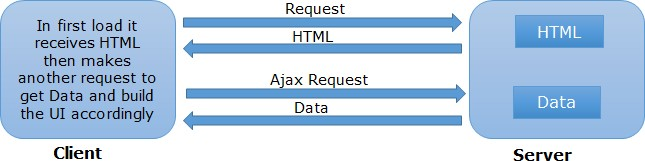 In first load it
receives HTML
then makes
another request to
get Data and build
the UI accordingly
Client
Request
HTML
Ajax Request
Data
HTML
Data
Server